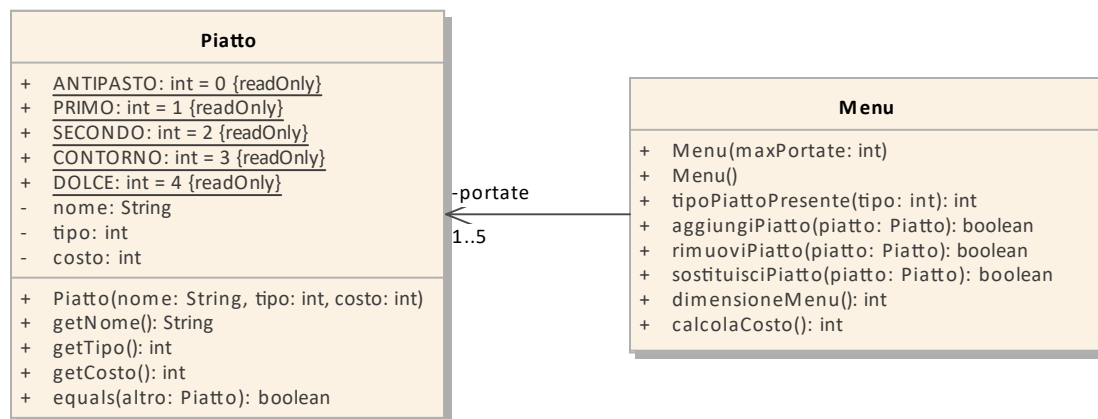 Piatto
+ ANTIPASTO: int = 0 {readOnly}
+ PRIMO: int = 1 {readOnly}
+ SECONDO: int = 2 {readOnly}
+ CONTORNO: int = 3 {readOnly}
+ DOLCE: int = 4 {readOnly}
- nome: String
- tipo: int
- costo: int
+ Piatto(nome: String, tipo: int, costo: int)
+ getNome(): String
+ getTipo(): int
+ getCosto(): int
+ equals(altro: Piatto): boolean
-portate
1..5
Menu
+ Menu(maxPortate: int)
+ Menu()
+ tipoPiattoPresente(tipo: int): int
+ aggiungiPiatto(piatto: Piatto): boolean
+ rimuoviPiatto(piatto: Piatto): boolean
+ sostituisciPiatto(piatto: Piatto): boolean
+ dimensioneMenu(): int
+ calcolaCosto(): int